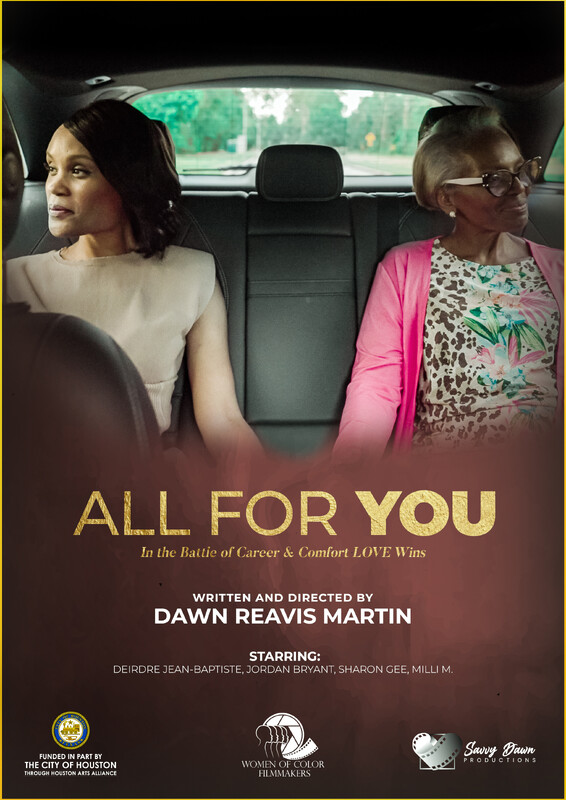 ALL FOR YOU
In the Battle of Career & Comfort LOVE Wins
WRITTEN AND DIRECTED BY
DAWN REAVIS MARTIN
STARRING:
DEIRDRE JEAN-BAPTISTE, JORDAN BRYANT, SHARON GEE, MILLI M.
FUNDED IN PART BY
THE CITY OF HOUSTON
THROUGH HOUSTON ARTS ALLIANCE
WOMEN OF COLOR
FILMMAKERS
Savvy Dawn
PRODUCTIONS